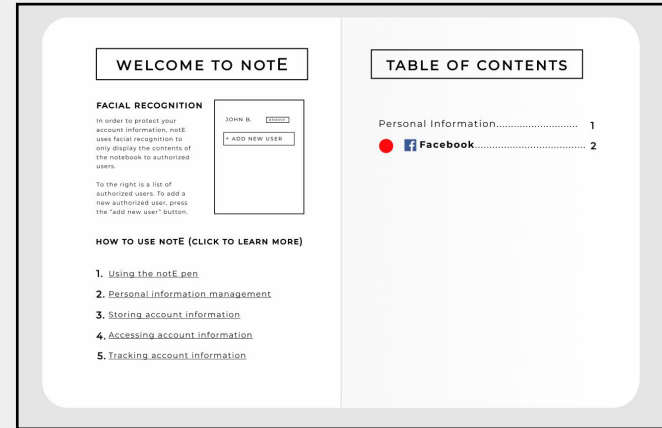 WELCOME TO NOTE
FACIAL RECOGNITION
In order to protect your
account information, notE
uses facial recognition to
only display the contents of
the notebook to authorized
users.
To the right is a list of
authorized users. To add a
new authorized user, press
the "add new user" button.
JOHN B. REMOVE
+ ADD NEW USER
HOW TO USE NOTE (CLICK TO LEARN MORE)
1. Using the notE pen
2. Personal information management
3. Storing account information
4. Accessing account information
5. Tracking account information
TABLE OF CONTENTS
Personal Information............................ 1
f Facebook...................................... 2